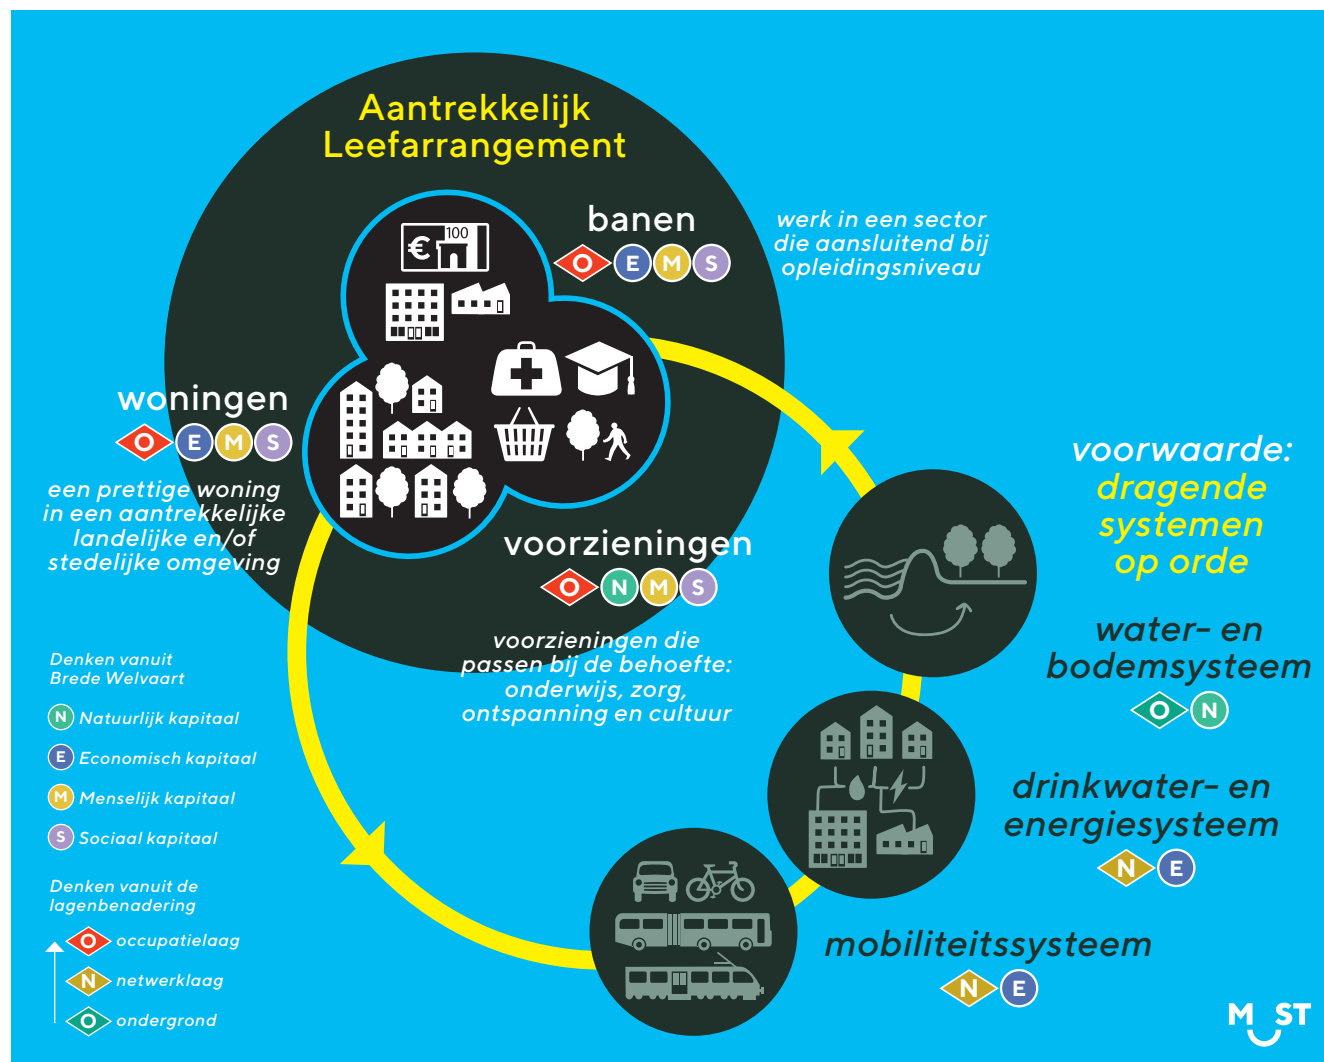 Aantrekkelijk
Leefarrangement
100
€
banen
O E M S
werk in een sector
die aansluitend bij
opleidingsniveau
woningen
O E M S
een prettige woning
in een aantrekkelijke
landelijke en/of
stedelijke omgeving
voorzieningen
O N M S
voorzieningen die
passen bij de behoefte:
onderwijs, zorg,
ontspanning en cultuur
voorwaarde:
dragende
systemen
op orde
water- en
bodemsysteem
O N
drinkwater- en
energiesysteem
N E
mobiliteitssysteem
N E
Denken vanuit
Brede Welvaart
N Natuurlijk kapitaal
E Economisch kapitaal
M Menselijk kapitaal
S Sociaal kapitaal
Denken vanuit de
lagenbenadering
O occupatielaag
N netwerklaag
O ondergrond
MUST